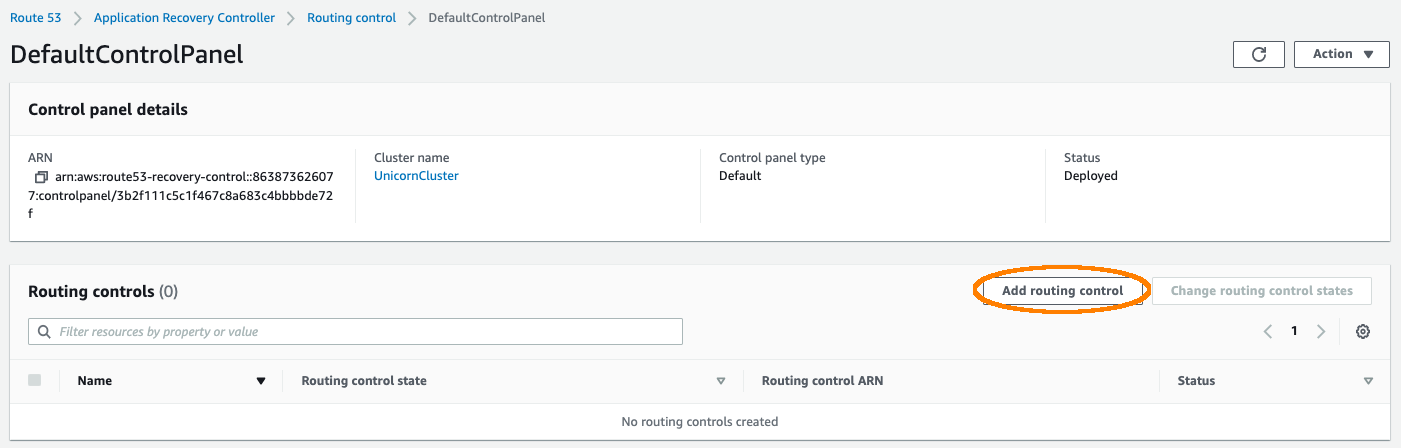 Route 53 > Application Recovery Controller > Routing control > DefaultControlPanel
DefaultControlPanel
Action
Control panel details
ARN
arn:aws:route53-recovery-control::86387362607
7:controlpanel/3b2f111c5c1f467c8a683c4bbbbde72
f
Cluster name
UnicornCluster
Control panel type
Default
Status
Deployed
Routing controls (0)
Add routing control
Change routing control states
Filter resources by property or value
1
Name
Routing control state
Routing control ARN
Status
No routing controls created